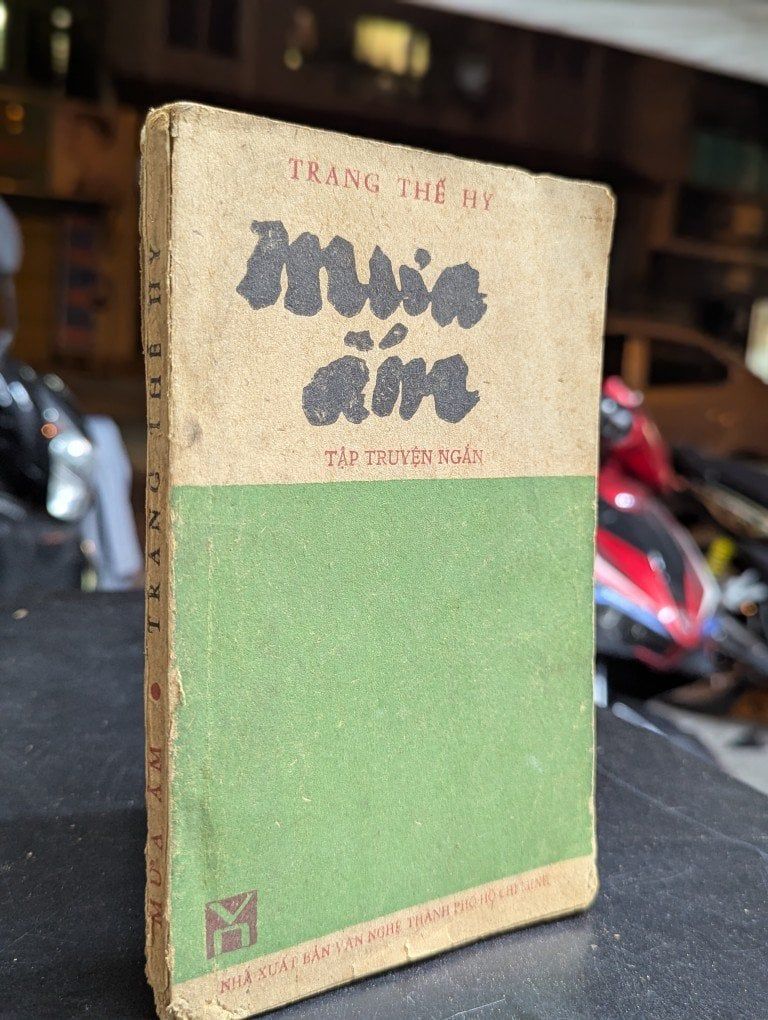 TRANG THẾ HY
mưa
ấm
TẬP TRUYỆN NGẮN
NHÀ XUẤT BẢN VĂN NGHỆ THÀNH PHỐ HỒ CHÍ MINH
MƯA ẤM • TRANG THẾ HY